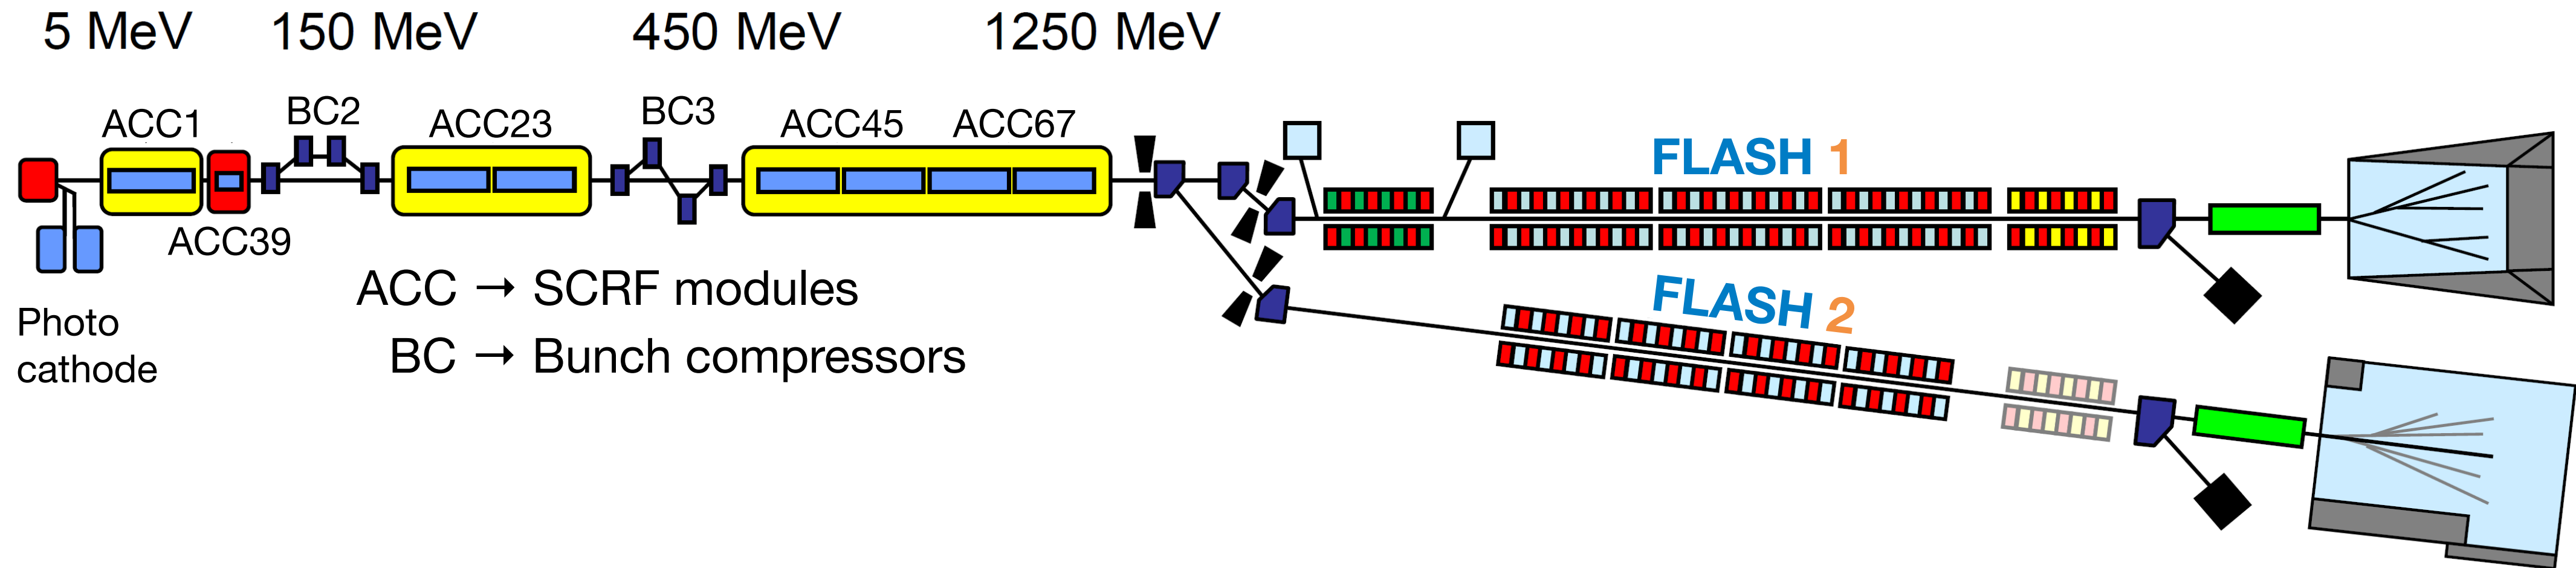 5 MeV 150 MeV 450 MeV 1250 MeV
ACC1 BC2 ACC23 BC3 ACC45 ACC67
FLASH 1
ACC39
ACC → SCRF modules
BC → Bunch compressors
Photo
cathode
FLASH 2